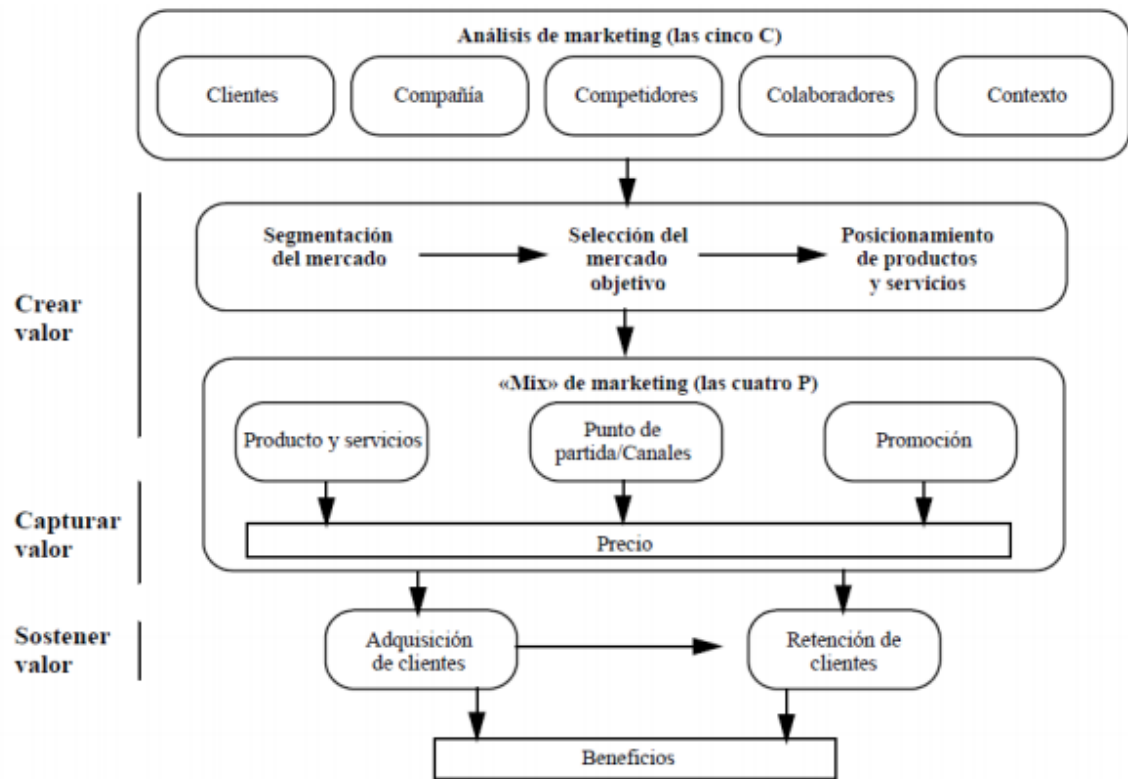 Análisis de marketing (las cinco C)
Clientes
Compañía
Competidores
Colaboradores
Contexto
Segmentación
del mercado
Selección del
mercado
objetivo
Posicionamiento
de productos
y servicios
Crear
valor
«Mix» de marketing (las cuatro P)
Producto y servicios
Punto de
partida/Canales
Promoción
Capturar
valor
Precio
Sostener
valor
Adquisición
de clientes
Retención de
clientes
Beneficios